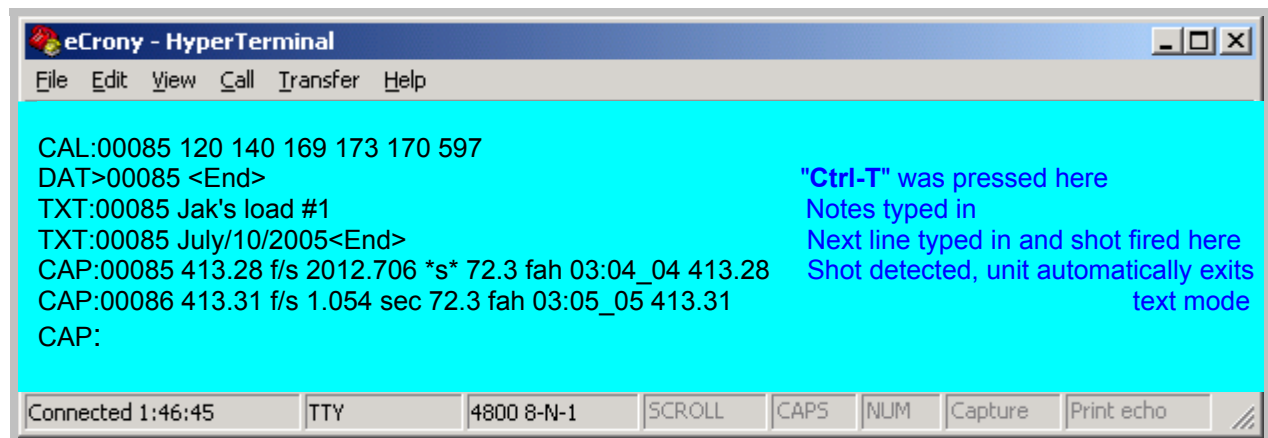 eCrony - HyperTerminal
File Edit View Call Transfer Help
CAL:00085 120 140 169 173 170 597
DAT>00085 <End> "Ctrl-T" was pressed here
TXT:00085 Jak's load #1 Notes typed in
TXT:00085 July/10/2005<End> Next line typed in and shot fired here
CAP:00085 413.28 f/s 2012.706 *s* 72.3 fah 03:04_04 413.28 Shot detected, unit automatically exits
CAP:00086 413.31 f/s 1.054 sec 72.3 fah 03:05_05 413.31 text mode
CAP:
Connected 1:46:45 TTY 4800 8-N-1 SCROLL CAPS NUM Capture Print echo